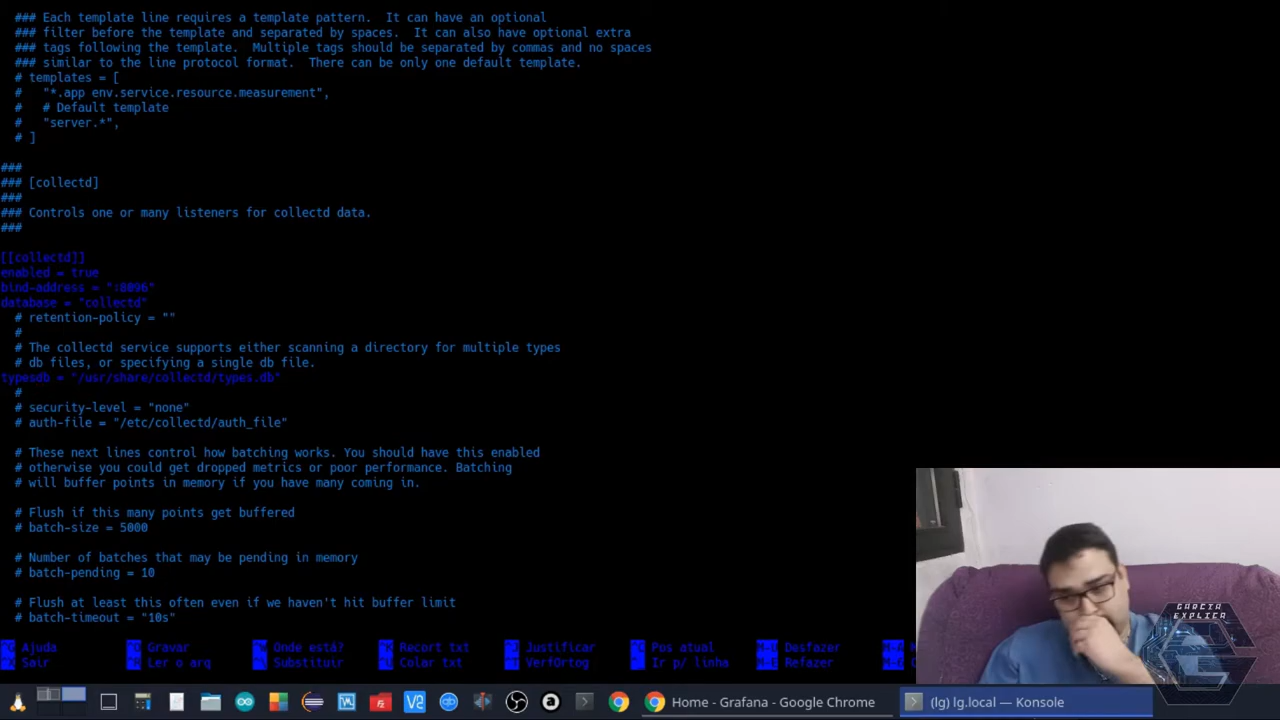 ### Each template line requires a template pattern.  It can have an optional
### filter before the template and separated by spaces.  It can also have optional extra
### tags following the template.  Multiple tags should be separated by commas and no spaces
### similar to the line protocol format.  There can be only one default template.
# templates = [
#   "*.app env.service.resource.measurement",
#   # Default template
#   "server.*",
# ]
###
### [collectd]
###
### Controls one or many listeners for collectd data.
###
[[collectd]]
enabled = true
bind-address = ":8096"
database = "collectd"
# retention-policy = ""
#
# The collectd service supports either scanning a directory for multiple types
# db files, or specifying a single db file.
typesdb = "/usr/share/collectd/types.db"
#
# security-level = "none"
# auth-file = "/etc/collectd/auth_file"
# These next lines control how batching works. You should have this enabled
# otherwise you could get dropped metrics or poor performance. Batching
# will buffer points in memory if you have many coming in.
# Flush if this many points get buffered
# batch-size = 5000
# Number of batches that may be pending in memory
# batch-pending = 10
# Flush at least this often even if we haven't hit buffer limit
# batch-timeout = "10s"
^G Ajuda ^O Gravar ^W Onde está? ^K Recort txt ^J Justificar ^C Pos atual M-U Desfazer
^X Sair ^R Ler o arq ^\ Substituir ^U Colar txt ^T VerfOrtog ^_ Ir p/ linha M-E Refazer
GARCIA
EXPLICA
Home - Grafana - Google Chrome
(lg) lg.local — Konsole